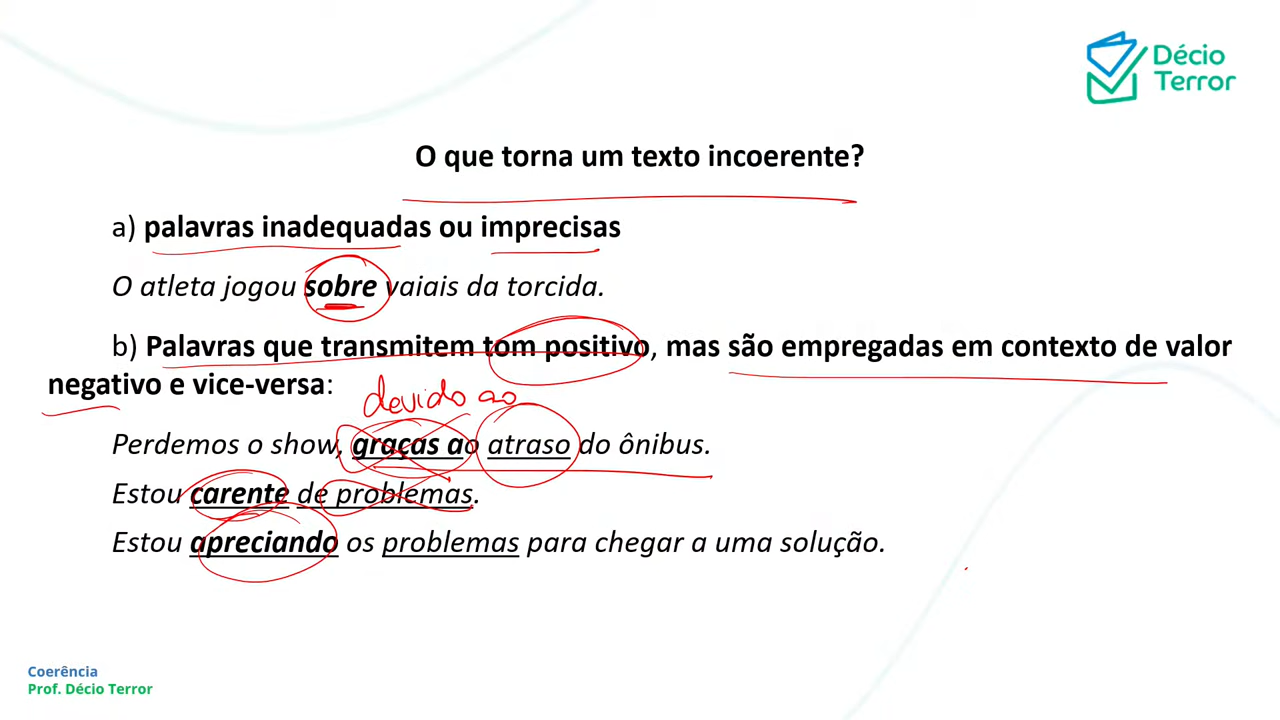 Décio
Terror
O que torna um texto incoerente?
a) palavras inadequadas ou imprecisas
O atleta jogou sobre vaiais da torcida.
b) Palavras que transmitem tom positivo, mas são empregadas em contexto de valor
negativo e vice-versa:
devido ao
Perdemos o show, graças ao atraso do ônibus.
Estou carente de problemas.
Estou apreciando os problemas para chegar a uma solução.
Coerência
Prof. Décio Terror